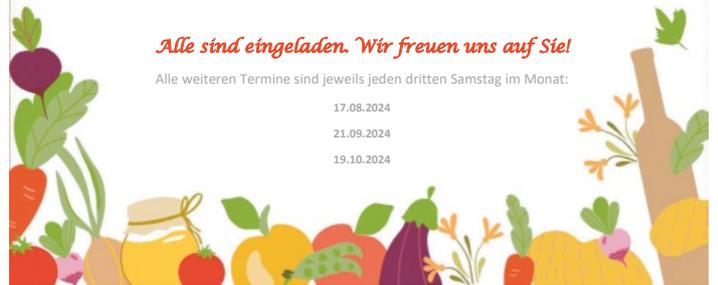 Alle sind eingeladen. Wir freuen uns auf Sie!
Alle weiteren Termine sind jeweils jeden dritten Samstag im Monat:
17.08.2024
21.09.2024
19.10.2024